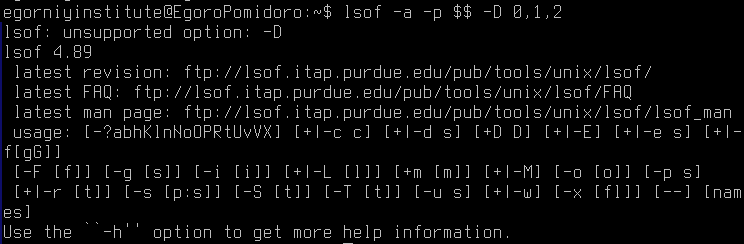 egorniyinstitute@EgoroPomidoro:~$ lsof -a -p $$ -D 0,1,2
lsof: unsupported option: -D
lsof 4.89
 latest revision: ftp://lsof.itap.purdue.edu/pub/tools/unix/lsof/
 latest FAQ: ftp://lsof.itap.purdue.edu/pub/tools/unix/lsof/FAQ
 latest man page: ftp://lsof.itap.purdue.edu/pub/tools/unix/lsof/lsof_man
 usage: [-?abhKlnNoOPRtUvVX] [+|-c c] [+|-d s] [+D D] [+|-E] [+|-e s] [+|-
f[gG]]
 [-F [f]] [-g [s]] [-i [i]] [+|-L [l]] [+m [m]] [+|-M] [-o [o]] [-p s]
 [+|-r [t]] [-s [p:s]] [-S [t]] [-T [t]] [-u s] [+|-w] [-x [fl]] [--] [nam
es]
Use the ``-h'' option to get more help information.